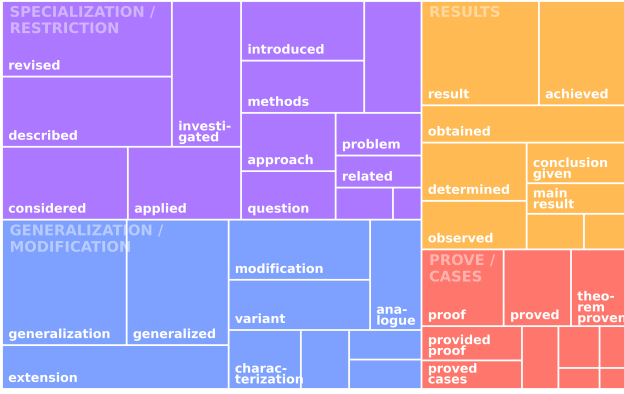 SPECIALIZATION /
RESTRICTION
revised
described
investi-
gated
considered
applied
introduced
methods
approach
problem
related
question
RESULTS
result
achieved
obtained
determined
conclusion
given
main
result
observed
GENERALIZATION /
MODIFICATION
generalization
generalized
extension
modification
variant
ana-
logue
charac-
terization
PROVE /
CASES
proof
proved
theo-
rem
proven
provided
proof
proved
cases